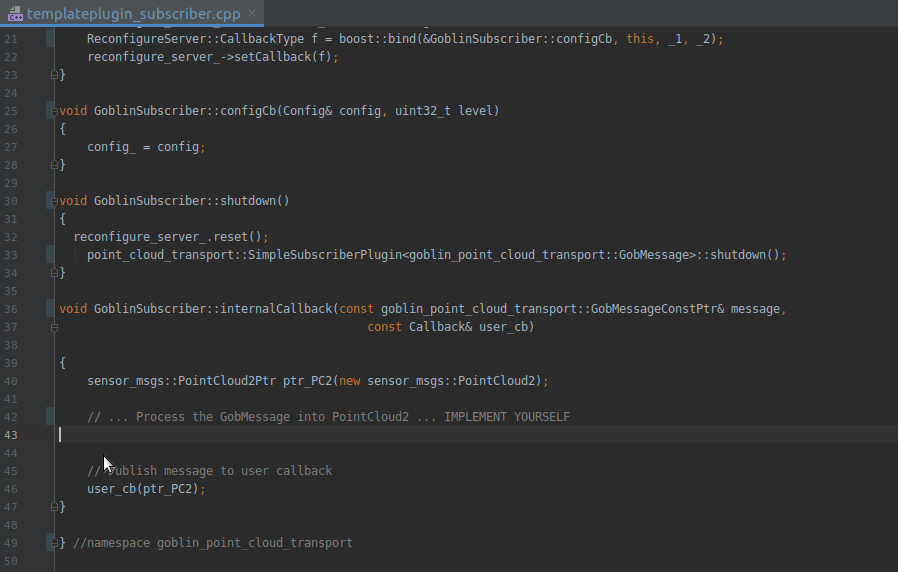 templateplugin_subscriber.cpp
21 ReconfigureServer::CallbackType f = boost::bind(&GoblinSubscriber::configCb, this, _1, _2);
22 reconfigure_server_->setCallback(f);
23 }
24
25 void GoblinSubscriber::configCb(Config& config, uint32_t level)
26 {
27 config_ = config;
28 }
29
30 void GoblinSubscriber::shutdown()
31 {
32 reconfigure_server_.reset();
33 point_cloud_transport::SimpleSubscriberPlugin<goblin_point_cloud_transport::GobMessage>::shutdown();
34 }
35
36 void GoblinSubscriber::internalCallback(const goblin_point_cloud_transport::GobMessageConstPtr& message,
37 const Callback& user_cb)
38
39 {
40 sensor_msgs::PointCloud2Ptr ptr_PC2(new sensor_msgs::PointCloud2);
41
42 // ... Process the GobMessage into PointCloud2 ... IMPLEMENT YOURSELF
43
44
45 // Publish message to user callback
46 user_cb(ptr_PC2);
47 }
48
49 } //namespace goblin_point_cloud_transport
50